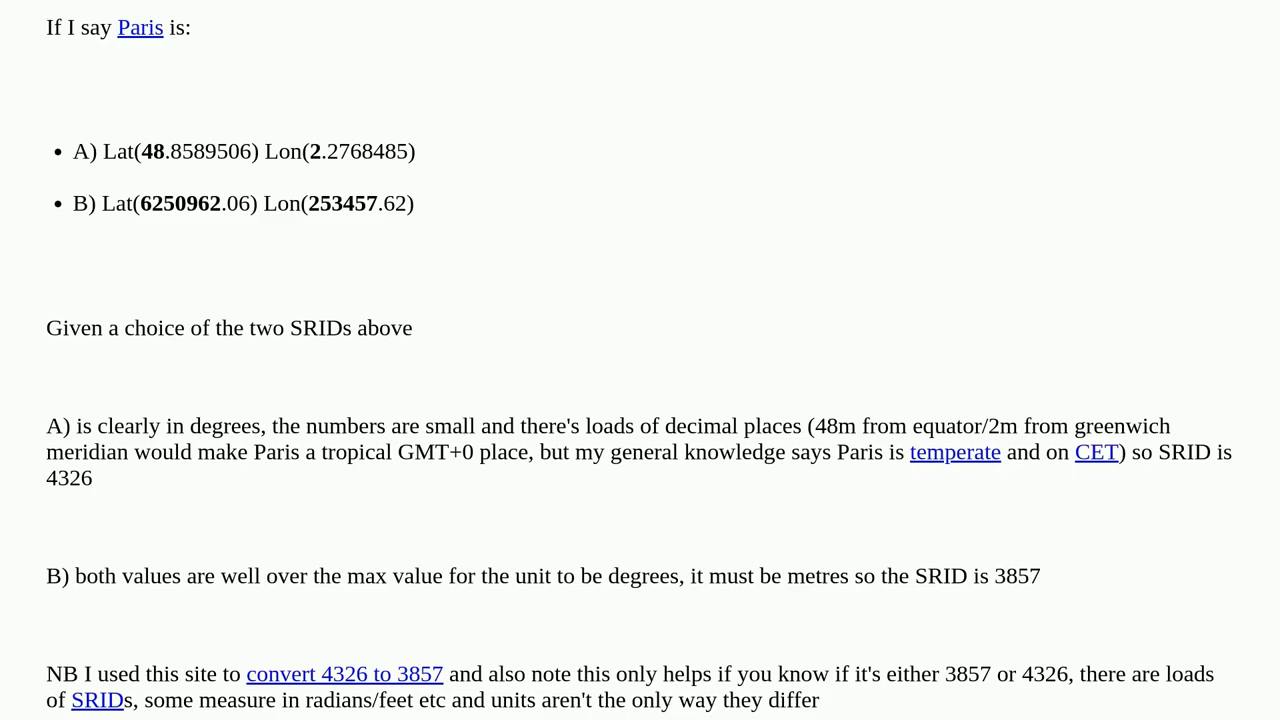 If I say Paris is:
• A) Lat(48.8589506) Lon(2.2768485)
• B) Lat(6250962.06) Lon(253457.62)
Given a choice of the two SRIDs above
A) is clearly in degrees, the numbers are small and there's loads of decimal places (48m from equator/2m from greenwich
meridian would make Paris a tropical GMT+0 place, but my general knowledge says Paris is temperate and on CET) so SRID is
4326
B) both values are well over the max value for the unit to be degrees, it must be metres so the SRID is 3857
NB I used this site to convert 4326 to 3857 and also note this only helps if you know if it's either 3857 or 4326, there are loads
of SRIDs, some measure in radians/feet etc and units aren't the only way they differ